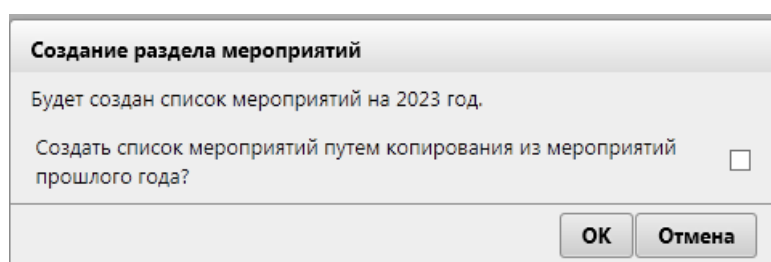 Создание раздела мероприятий
Будет создан список мероприятий на 2023 год.
Создать список мероприятий путем копирования из мероприятий
прошлого года?
ОК Отмена